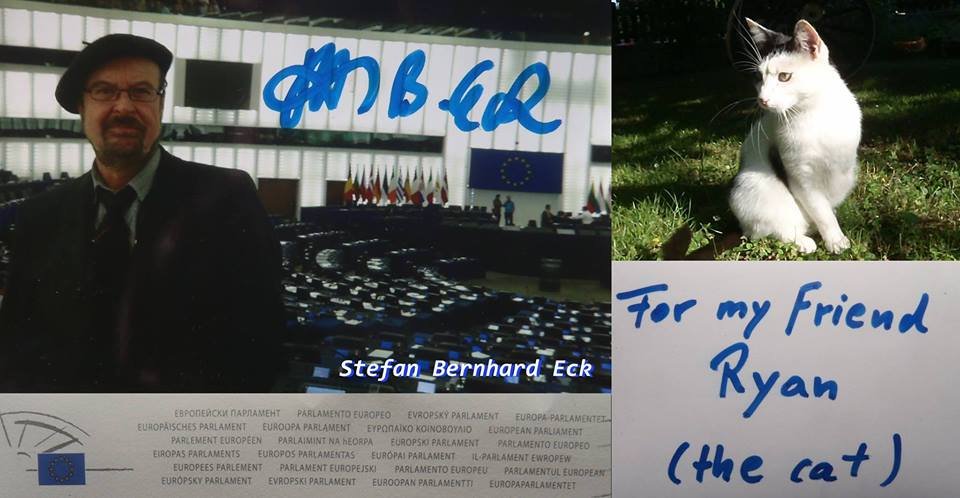 Stefan Bernhard Eck
ЕВРОПЕЙСКИ ПАРЛАМЕНТ PARLAMENTO EUROPEO EVROPSKÝ PARLAMENT EUROPA-PARLAMENTET
EUROPÄISCHES PARLAMENT EUROOPA PARLAMENT ΕΥΡΩΠΑΪΚΟ ΚΟΙΝΟΒΟΥΛΙΟ EUROPEAN PARLIAMENT
PARLEMENT EUROPÉEN PARLAIMINT NA hEORPA EUROPSKI PARLAMENT PARLAMENTO EUROPEO
EIROPAS PARLAMENTS EUROPOS PARLAMENTAS EURÓPAI PARLAMENT IL-PARLAMENT EWROPEW
EUROPEES PARLEMENT PARLAMENT EUROPEJSKI PARLAMENTO EUROPEU PARLAMENTUL EUROPEAN
EURÓPSKY PARLAMENT EVROPSKI PARLAMENT EUROOPAN PARLAMENTTI EUROPAPARLAMENTET
For my friend
Ryan
(the cat)